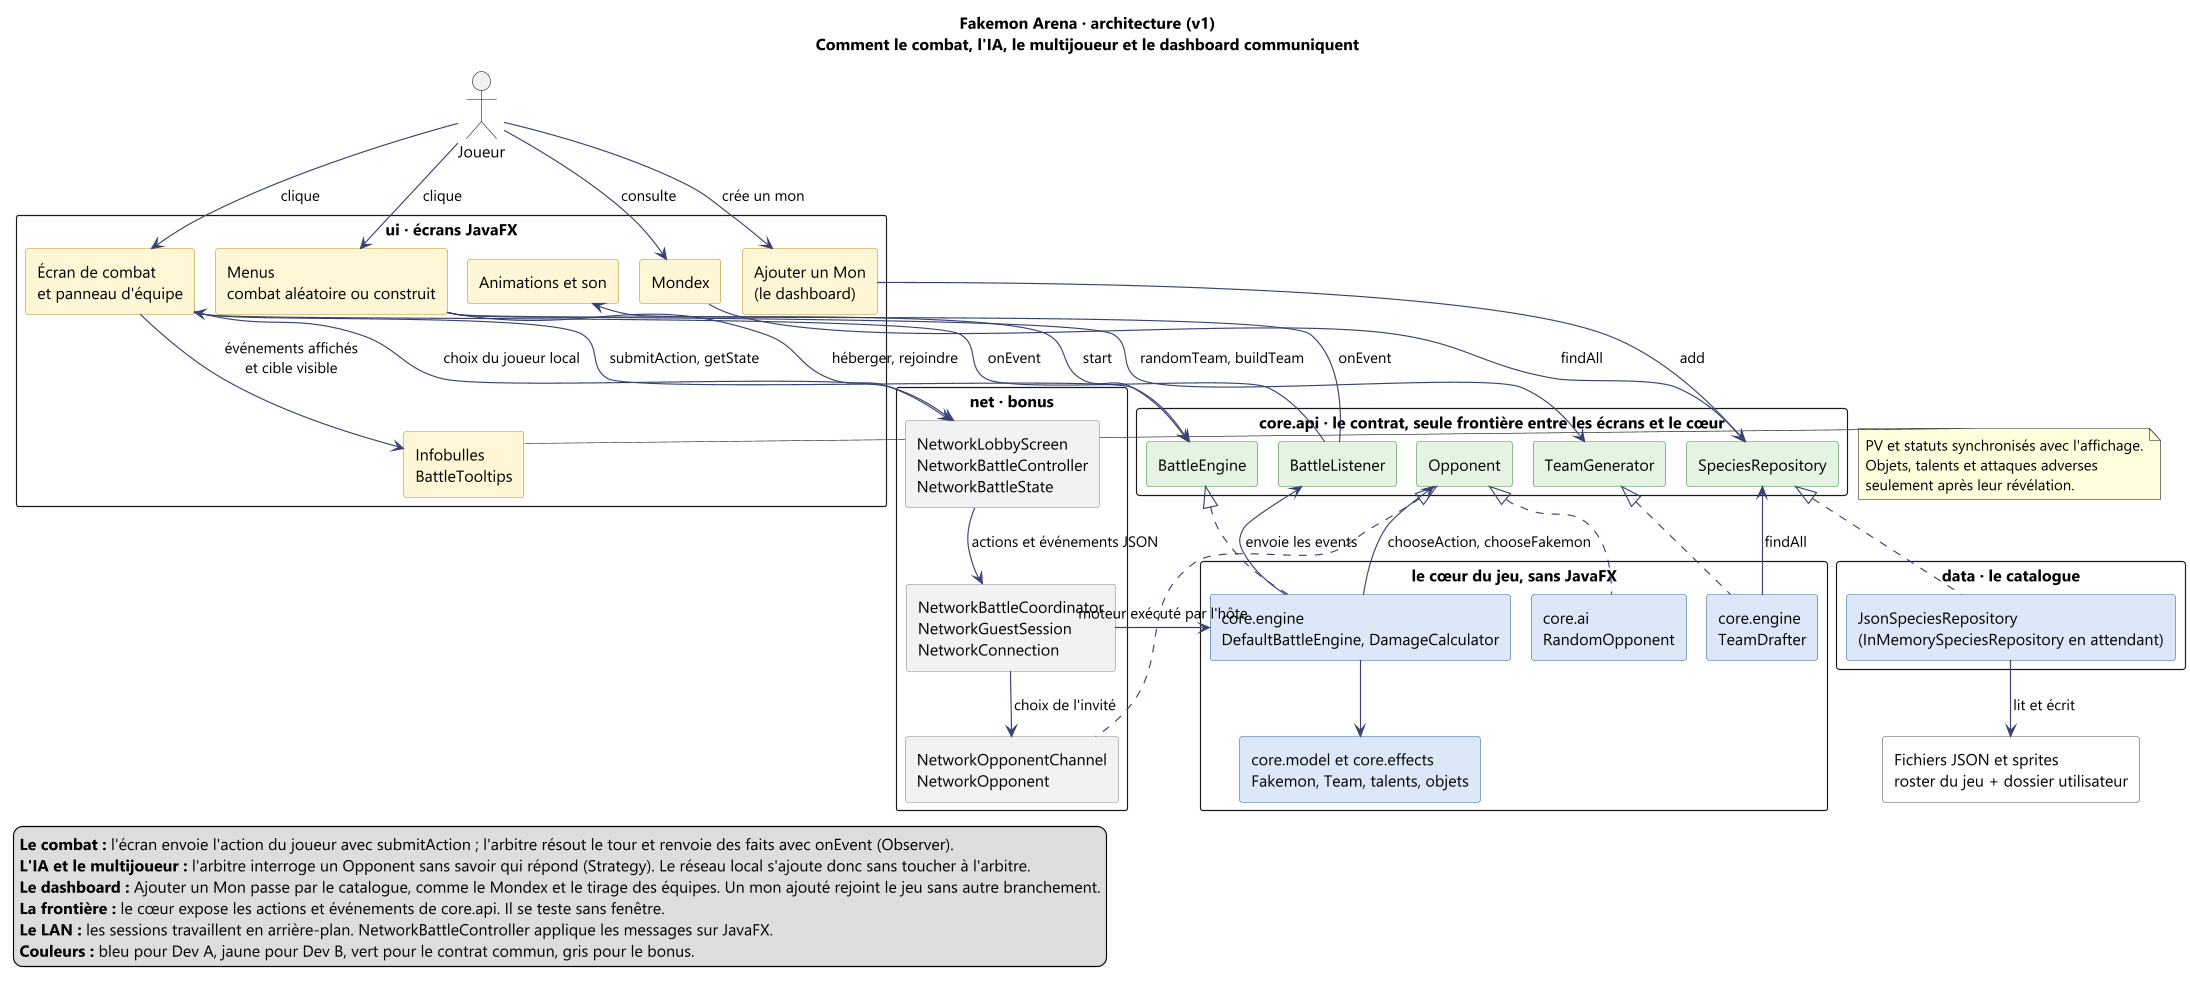 Fakemon Arena · architecture (v1)
Comment le combat, l'IA, le multijoueur et le dashboard communiquent
Joueur
clique
clique
consulte
crée un mon
ui · écrans JavaFX
Écran de combat
et panneau d'équipe
Menus
combat aléatoire ou construit
Animations et son
Mondex
Ajouter un Mon
(le dashboard)
événements affichés
et cible visible
choix du joueur local
submitAction, getState
héberger, rejoindre
onEvent
start
randomTeam, buildTeam
onEvent
findAll
add
Infobulles
BattleTooltips
net · bonus
NetworkLobbyScreen
NetworkBattleController
NetworkBattleState
core.api · le contrat, seule frontière entre les écrans et le cœur
BattleEngine
BattleListener
Opponent
TeamGenerator
SpeciesRepository
PV et statuts synchronisés avec l'affichage.
Objets, talents et attaques adverses
seulement après leur révélation.
actions et événements JSON
envoie les events
chooseAction, chooseFakemon
findAll
le cœur du jeu, sans JavaFX
data · le catalogue
NetworkBattleCoordinator
NetworkGuestSession
NetworkConnection
moteur exécuté par l'hôte
core.engine
DefaultBattleEngine, DamageCalculator
core.ai
RandomOpponent
core.engine
TeamDrafter
JsonSpeciesRepository
(InMemorySpeciesRepository en attendant)
choix de l'invité
lit et écrit
NetworkOpponentChannel
NetworkOpponent
core.model et core.effects
Fakemon, Team, talents, objets
Fichiers JSON et sprites
roster du jeu + dossier utilisateur
Le combat : l'écran envoie l'action du joueur avec submitAction ; l'arbitre résout le tour et renvoie des faits avec onEvent (Observer).
L'IA et le multijoueur : l'arbitre interroge un Opponent sans savoir qui répond (Strategy). Le réseau local s'ajoute donc sans toucher à l'arbitre.
Le dashboard : Ajouter un Mon passe par le catalogue, comme le Mondex et le tirage des équipes. Un mon ajouté rejoint le jeu sans autre branchement.
La frontière : le cœur expose les actions et événements de core.api. Il se teste sans fenêtre.
Le LAN : les sessions travaillent en arrière-plan. NetworkBattleController applique les messages sur JavaFX.
Couleurs : bleu pour Dev A, jaune pour Dev B, vert pour le contrat commun, gris pour le bonus.